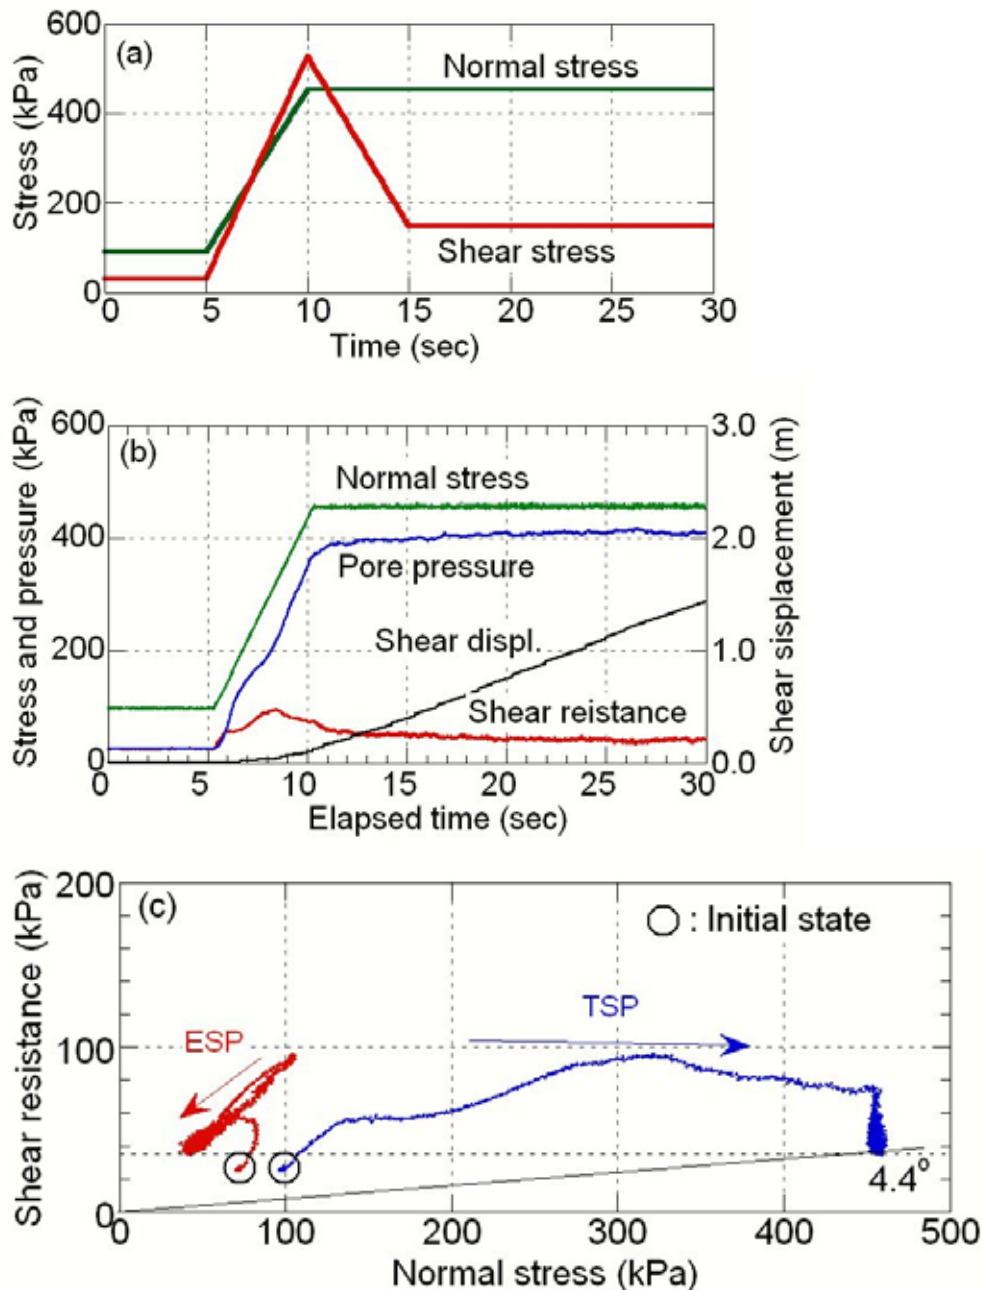 (a)
Stress (kPa)
600
400
200
0
Normal stress
Shear stress
0 5 10 15 20 25 30
Time (sec)
(b)
Stress and pressure (kPa)
600
400
200
0
Normal stress
Pore pressure
Shear displ.
Shear reistance
3.0
2.0
1.0
0.0
Shear sisplacement (m)
0 5 10 15 20 25 30
Elapsed time (sec)
(c)
Shear resistance (kPa)
200
100
0
: Initial state
ESP
TSP
4.4°
0 100 200 300 400 500
Normal stress (kPa)